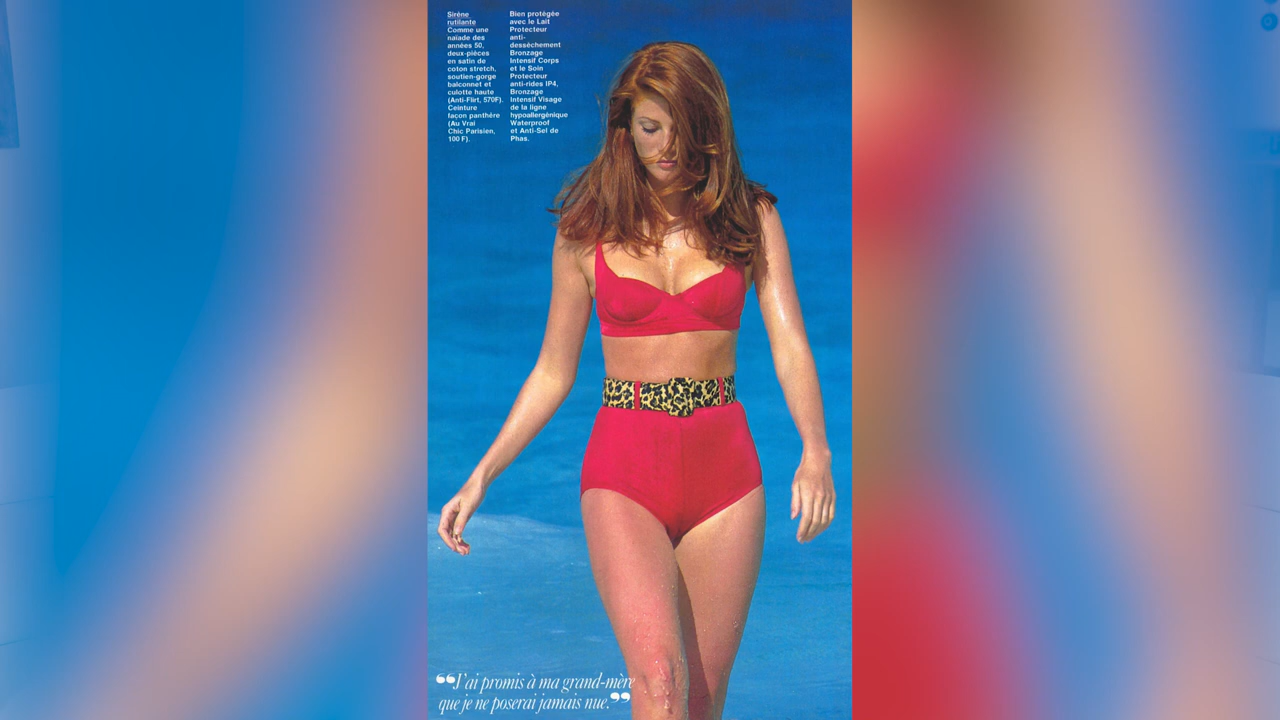 Sirène
rutilante
Comme une
naïade des
années 50,
deux-pièces
en satin de
coton stretch,
soutien-gorge
balconnet et
culotte haute
(Anti-Flirt, 570F).
Ceinture
façon panthère
(Au Vrai
Chic Parisien,
100 F).
Bien protégée
avec le Lait
Protecteur
anti-
dessèchement
Bronzage
Intensif Corps
et le Soin
Protecteur
anti-rides IP4,
Bronzage
Intensif Visage
de la ligne
hypoallergénique
Waterproof
et Anti-Sel de
Phas.
“J'ai promis à ma grand-mère
que je ne poserai jamais nue.”